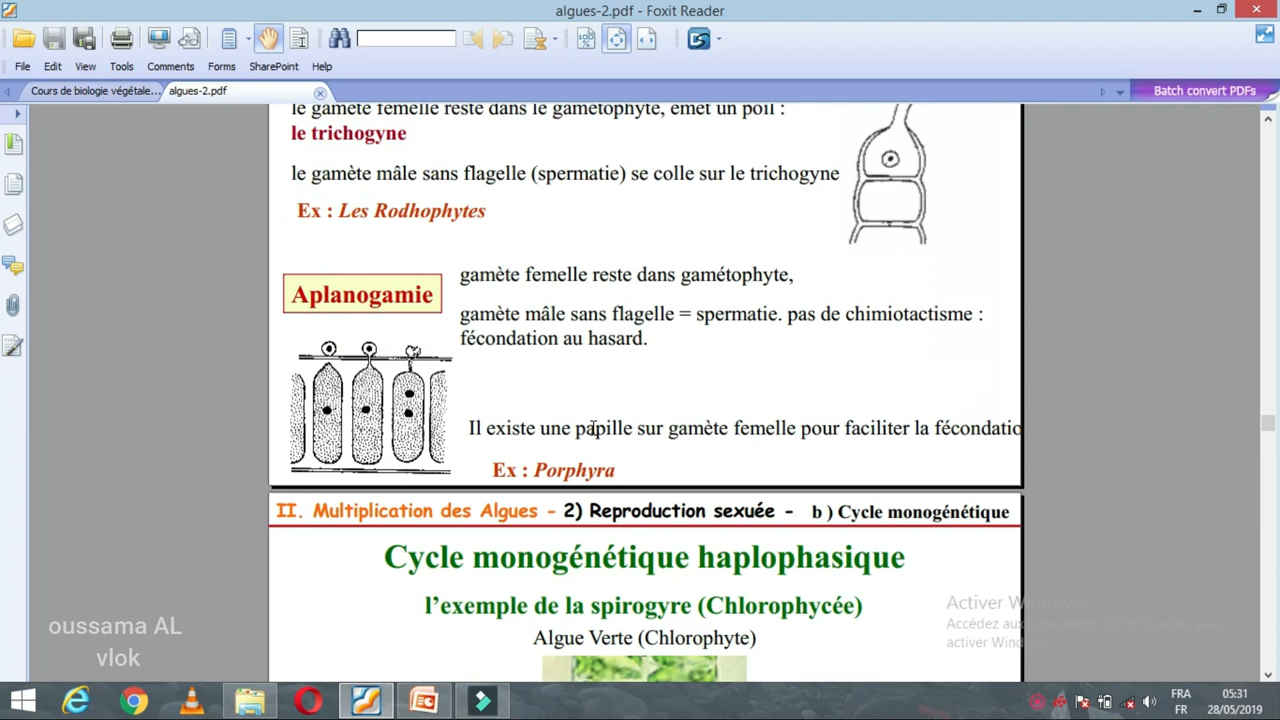 algues-2.pdf - Foxit Reader
File Edit View Tools Comments Forms SharePoint Help
Cours de biologie végétale... algues-2.pdf Batch convert PDFs
le gamète femelle reste dans le gamétophyte, émet un poil :
le trichogyne
le gamète mâle sans flagelle (spermatie) se colle sur le trichogyne
Ex : Les Rodhophytes
Aplanogamie
gamète femelle reste dans gamétophyte,
gamète mâle sans flagelle = spermatie. pas de chimiotactisme :
fécondation au hasard.
Il existe une papille sur gamète femelle pour faciliter la fécondatio
Ex : Porphyra
II. Multiplication des Algues - 2) Reproduction sexuée - b ) Cycle monogénétique
Cycle monogénétique haplophasique
l’exemple de la spirogyre (Chlorophycée)
Algue Verte (Chlorophyte)
oussama AL
vlok
Activer Windows
Accédez aux
activer Windows
FRA
FR
05:31
28/05/2019